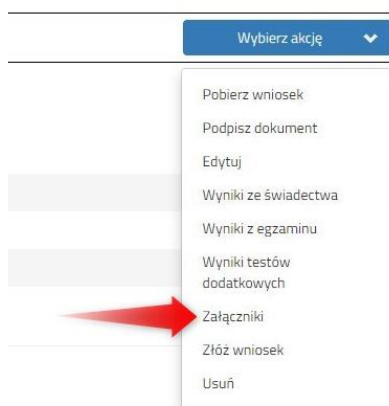 Wybierz akcję
Pobierz wniosek
Podpisz dokument
Edytuj
Wyniki ze świadectwa
Wyniki z egzaminu
Wyniki testów
dodatkowych
Załączniki
Złóż wniosek
Usuń